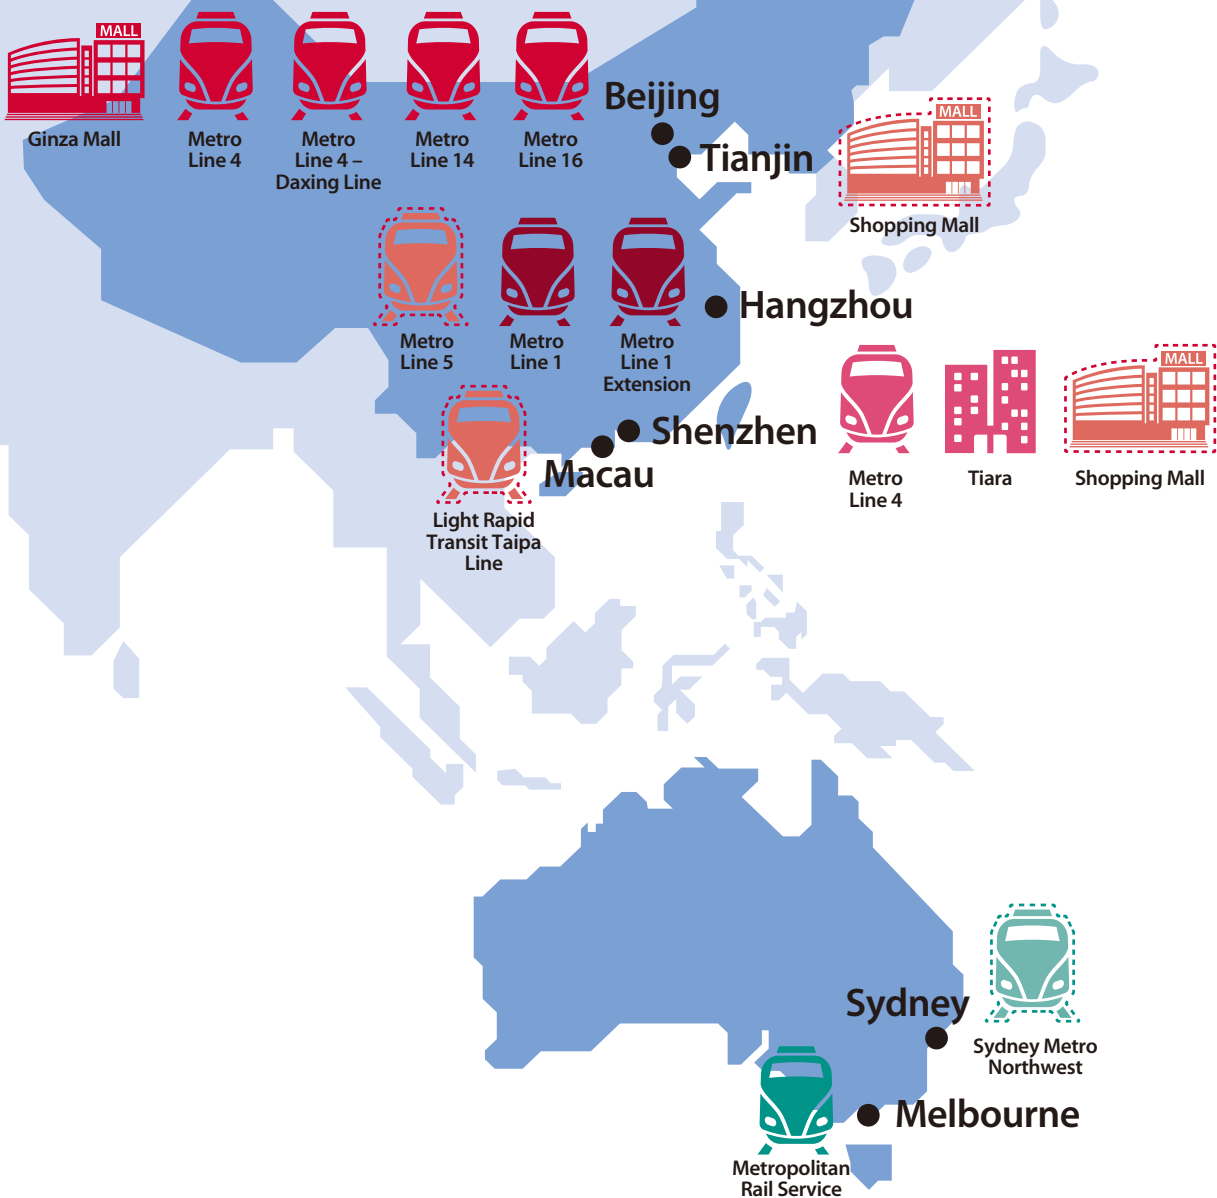 MALL
Ginza Mall
Metro
Line 4
Metro
Line 4 –
Daxing Line
Metro
Line 14
Metro
Line 16
Beijing
Tianjin
MALL
Shopping Mall
Metro
Line 5
Metro
Line 1
Metro
Line 1
Extension
Hangzhou
Shenzhen
Metro
Line 4
Tiara
MALL
Shopping Mall
Macau
Light Rapid
Transit Taipa
Line
Sydney
Sydney Metro
Northwest
Melbourne
Metropolitan
Rail Service